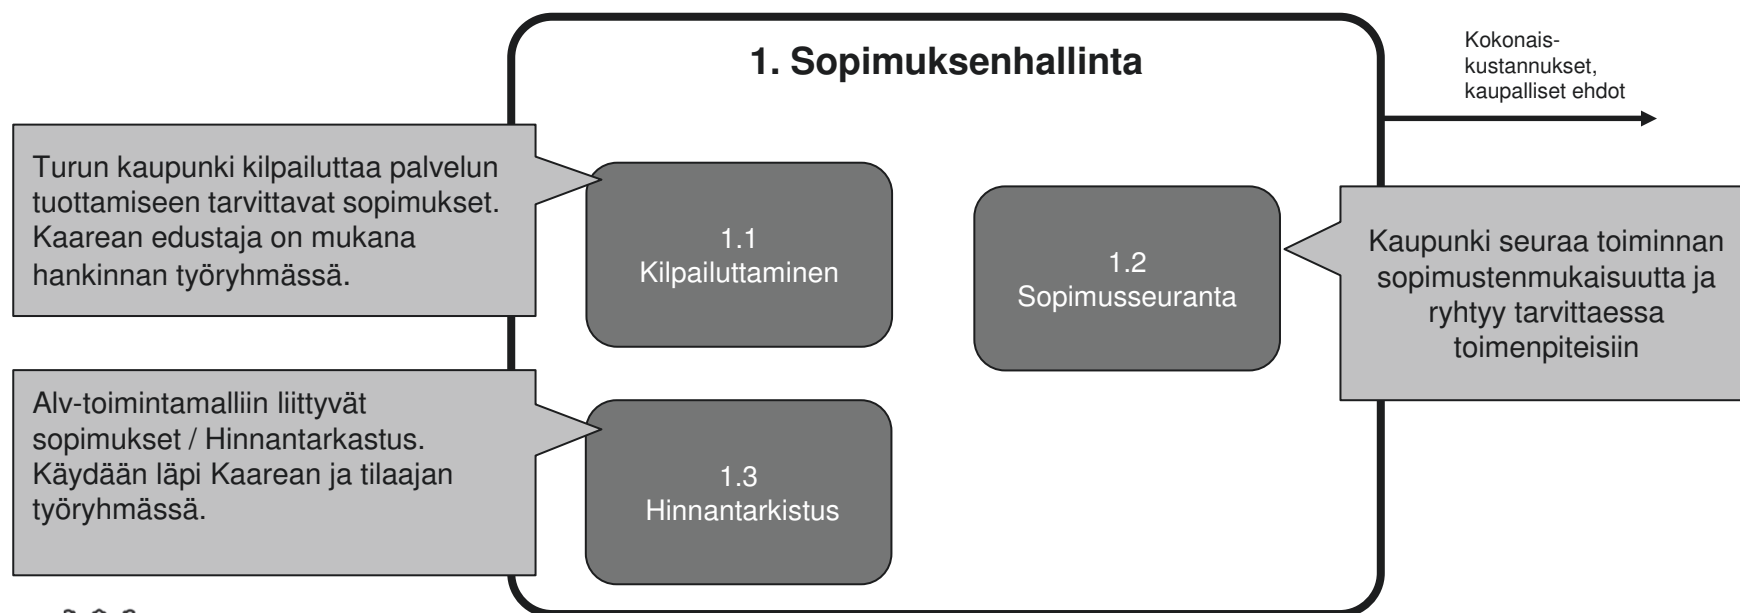 1. Sopimuksenhallinta
Kokonais-
kustannukset,
kaupalliset ehdot
Turun kaupunki kilpailuttaa palvelun
tuottamiseen tarvittavat sopimukset.
Kaarean edustaja on mukana
hankinnan työryhmässä.
1.1
Kilpailuttaminen
1.2
Sopimusseuranta
Kaupunki seuraa toiminnan
sopimustenmukaisuutta ja
ryhtyy tarvittaessa
toimenpiteisiin
Alv-toimintamalliin liittyvät
sopimukset / Hinnantarkastus.
Käydään läpi Kaarean ja tilaajan
työryhmässä.
1.3
Hinnantarkistus